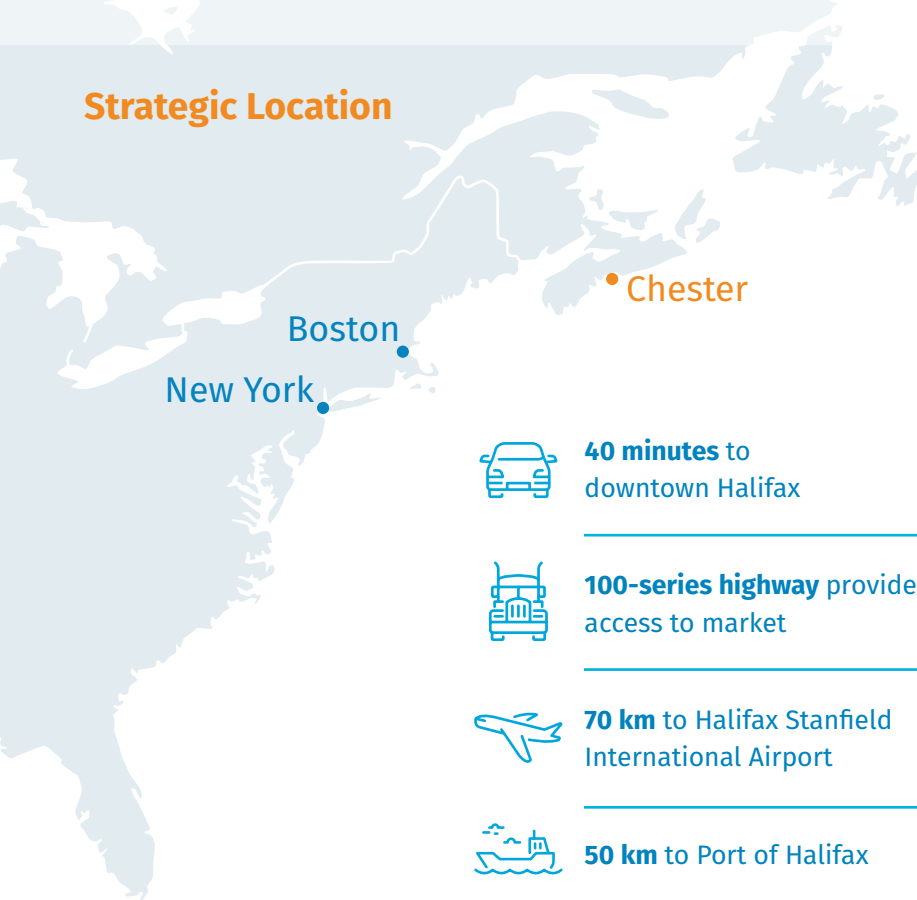 Strategic Location
Chester
Boston
New York
40 minutes to
downtown Halifax
100-series highway provide
access to market
70 km to Halifax Stanfield
International Airport
50 km to Port of Halifax